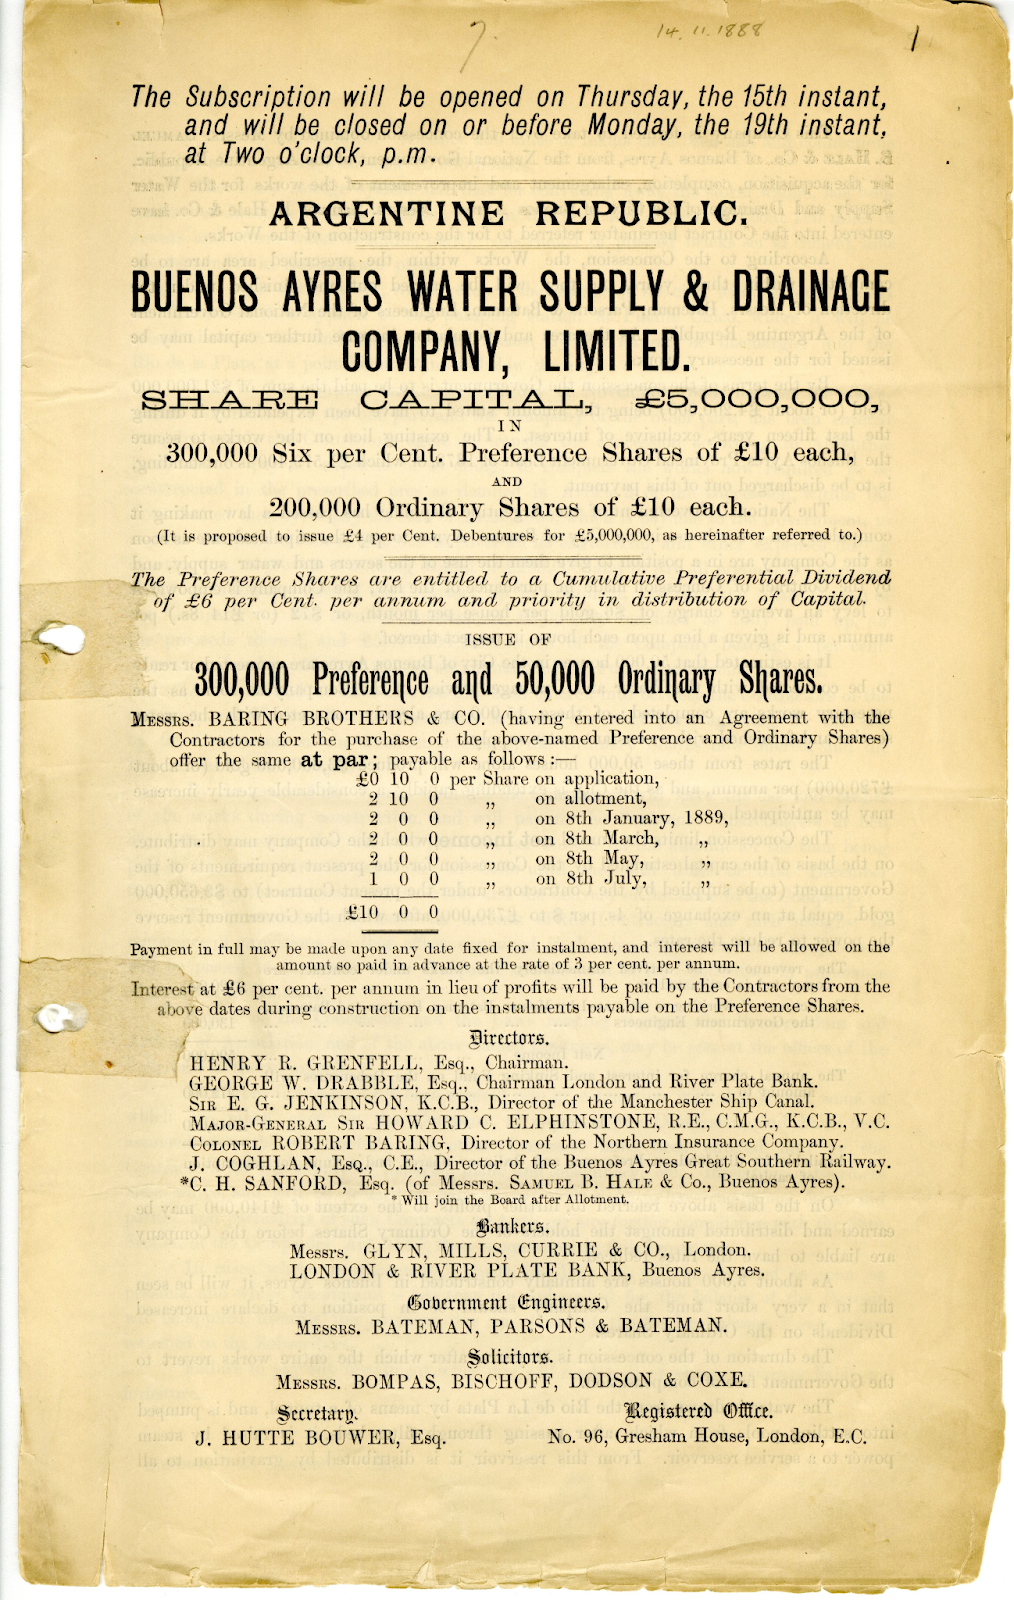 7.
14.11.1888
1
The Subscription will be opened on Thursday, the 15th instant,
and will be closed on or before Monday, the 19th instant,
at Two o'clock, p.m.
ARGENTINE REPUBLIC.
BUENOS AYRES WATER SUPPLY & DRAINAGE
COMPANY, LIMITED.
SHARE CAPITAL, £5,000,000,
IN
300,000 Six per Cent. Preference Shares of £10 each,
AND
200,000 Ordinary Shares of £10 each.
(It is proposed to issue £4 per Cent. Debentures for £5,000,000, as hereinafter referred to.)
The Preference Shares are entitled to a Cumulative Preferential Dividend
of £6 per Cent. per annum and priority in distribution of Capital.
ISSUE OF
300,000 Preference and 50,000 Ordinary Shares.
MESSRS. BARING BROTHERS & CO. (having entered into an Agreement with the
Contractors for the purchase of the above-named Preference and Ordinary Shares)
offer the same at par; payable as follows:—
£0 10 0 per Share on application,
2 10 0 „ on allotment,
2 0 0 „ on 8th January, 1889,
2 0 0 „ on 8th March, „
2 0 0 „ on 8th May, „
1 0 0 „ on 8th July, „
£10 0 0
Payment in full may be made upon any date fixed for instalment, and interest will be allowed on the
amount so paid in advance at the rate of 3 per cent. per annum.
Interest at £6 per cent. per annum in lieu of profits will be paid by the Contractors from the
above dates during construction on the instalments payable on the Preference Shares.
Directors.
HENRY R. GRENFELL, Esq., Chairman.
GEORGE W. DRABBLE, Esq., Chairman London and River Plate Bank.
SIR E. G. JENKINSON, K.C.B., Director of the Manchester Ship Canal.
MAJOR-GENERAL SIR HOWARD C. ELPHINSTONE, R.E., C.M.G., K.C.B., V.C.
COLONEL ROBERT BARING, Director of the Northern Insurance Company.
J. COGHLAN, ESQ., C.E., Director of the Buenos Ayres Great Southern Railway.
*C. H. SANFORD, Esq. (of Messrs. SAMUEL B. HALE & Co., Buenos Ayres).
* Will join the Board after Allotment.
Bankers.
Messrs. GLYN, MILLS, CURRIE & CO., London.
LONDON & RIVER PLATE BANK, Buenos Ayres.
Government Engineers.
MESSRS. BATEMAN, PARSONS & BATEMAN.
Solicitors.
MESSRS. BOMPAS, BISCHOFF, DODSON & COXE.
Secretary.
J. HUTTE BOUWER, Esq.
Registered Office.
No. 96, Gresham House, London, E.C.